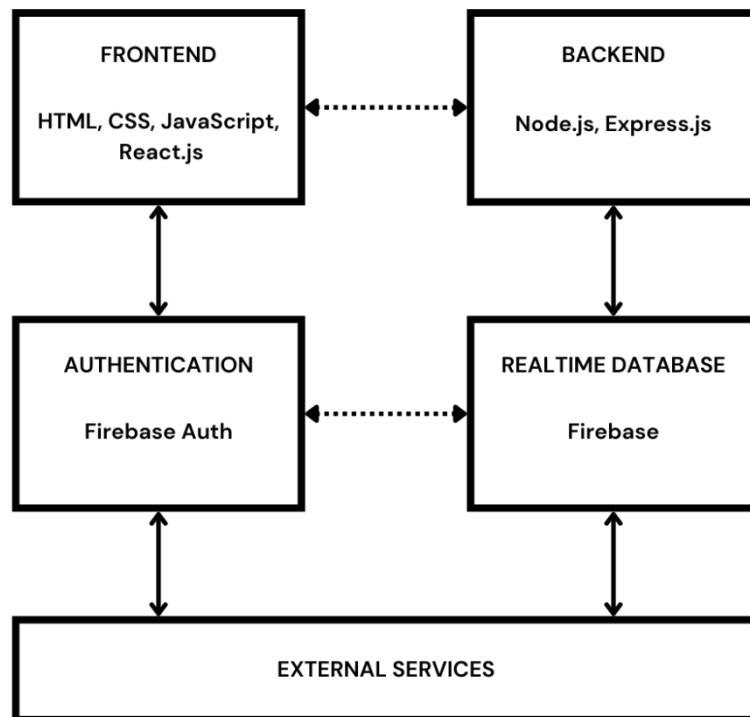 FRONTEND
HTML, CSS, JavaScript,
React.js
BACKEND
Node.js, Express.js
AUTHENTICATION
Firebase Auth
REALTIME DATABASE
Firebase
EXTERNAL SERVICES